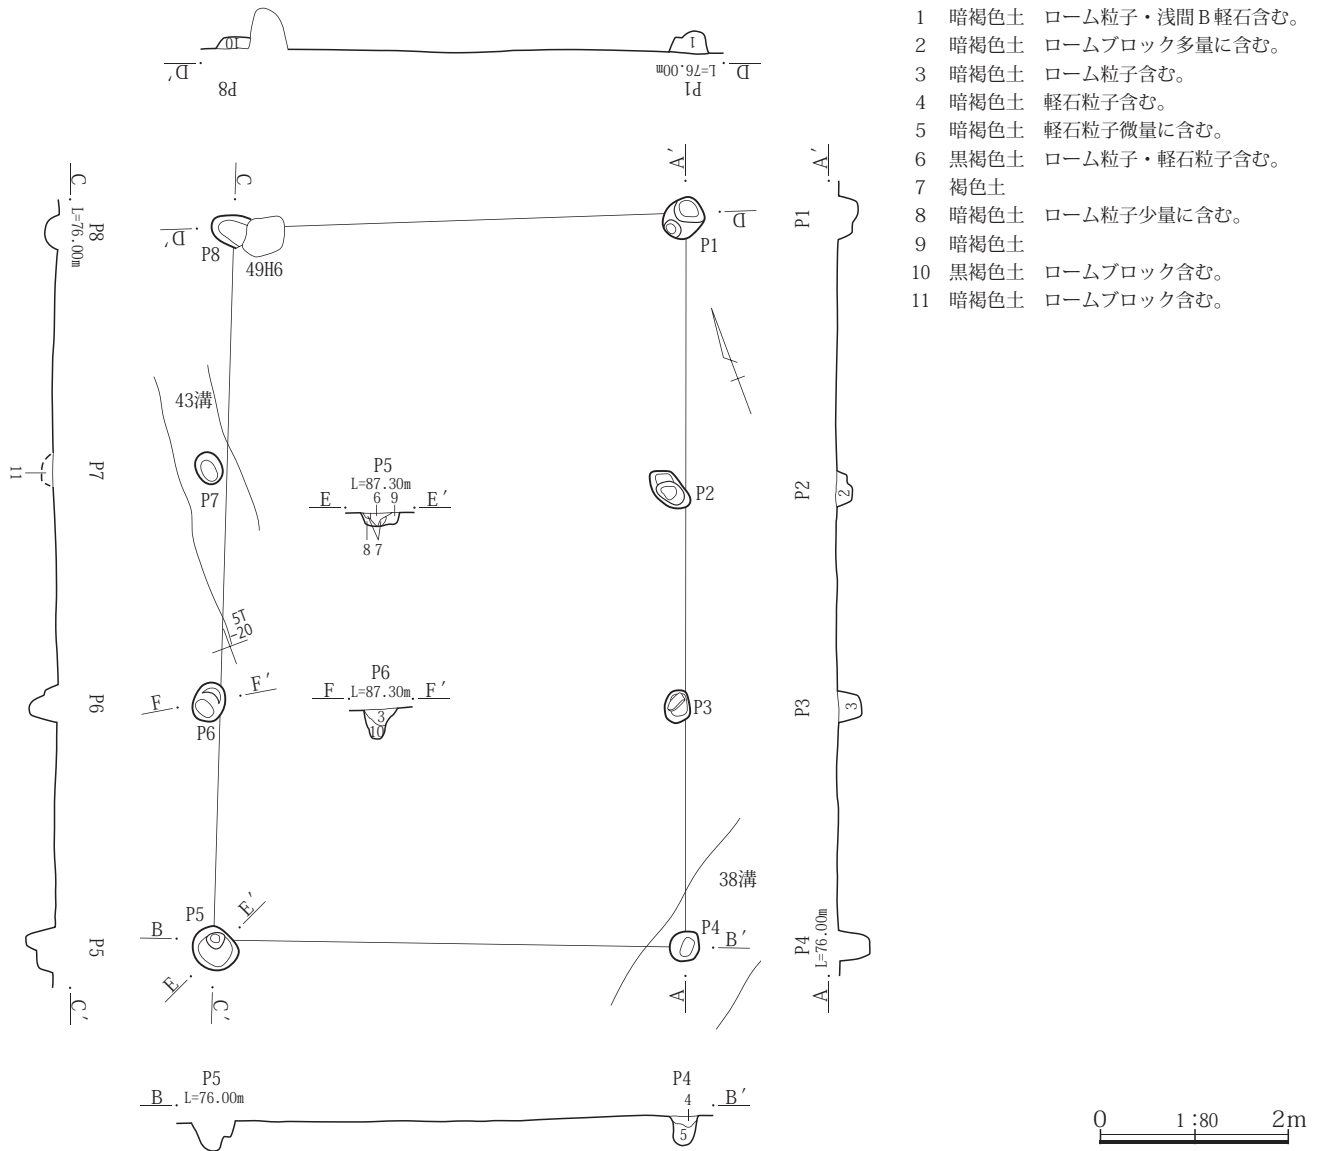 10
1
D′
L=76.00m
D
P8
P1
1 暗褐色土 ローム粒子・浅間B軽石含む。
2 暗褐色土 ロームブロック多量に含む。
3 暗褐色土 ローム粒子含む。
4 暗褐色土 軽石粒子含む。
5 暗褐色土 軽石粒子微量に含む。
6 黒褐色土 ローム粒子・軽石粒子含む。
7 褐色土
8 暗褐色土 ローム粒子少量に含む。
9 暗褐色土
10 黒褐色土 ロームブロック含む。
11 暗褐色土 ロームブロック含む。
C
L=76.00m
P8
C
A′
A′
D′
P8
49H6
D
P1
P1
43溝
11
P7
P7
P5
L=87.30m
E
6 9
E′
8 7
P2
P2
2
5T
-20
P6
F
F′
P6
P6
L=87.30m
F
F′
3
10
P3
P3
3
38溝
P5
P5
B
E′
E
C′
C′
P4
B′
A
P4
L=76.00m
A
P5
L=76.00m
B
P4
4
B′
5
0 1:80 2m